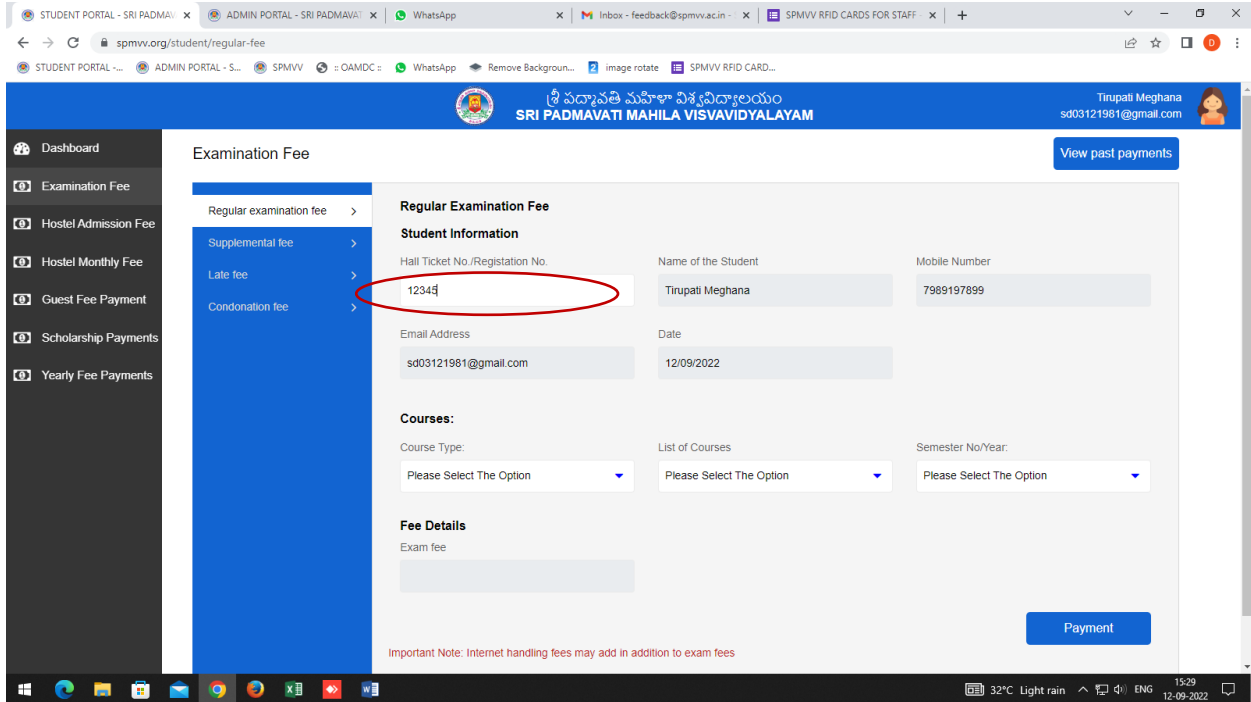 STUDENT PORTAL - SRI PADMAV
ADMIN PORTAL - SRI PADMAVAT
WhatsApp
Inbox - feedback@spmvv.ac.in -
SPMVV RFID CARDS FOR STAFF -
spmvv.org/student/regular-fee
D
STUDENT PORTAL -...
ADMIN PORTAL - S...
SPMVV
:: OAMDC ::
WhatsApp
Remove Backgroun...
2 image rotate
SPMVV RFID CARD...
శ్రీ పద్మావతి మహిళా విశ్వవిద్యాలయం
SRI PADMAVATI MAHILA VISVAVIDYALAYAM
Tirupati Meghana
sd03121981@gmail.com
Dashboard
Examination Fee
Hostel Admission Fee
Hostel Monthly Fee
Guest Fee Payment
Scholarship Payments
Yearly Fee Payments
Examination Fee
View past payments
Regular examination fee
Supplemental fee
Late fee
Condonation fee
Regular Examination Fee
Student Information
Hall Ticket No./Registation No.
Name of the Student
Mobile Number
12345
Tirupati Meghana
7989197899
Email Address
Date
sd03121981@gmail.com
12/09/2022
Courses:
Course Type:
List of Courses
Semester No/Year:
Please Select The Option
Please Select The Option
Please Select The Option
Fee Details
Exam fee
Payment
Important Note: Internet handling fees may add in addition to exam fees
32°C Light rain
ENG
15:29
12-09-2022